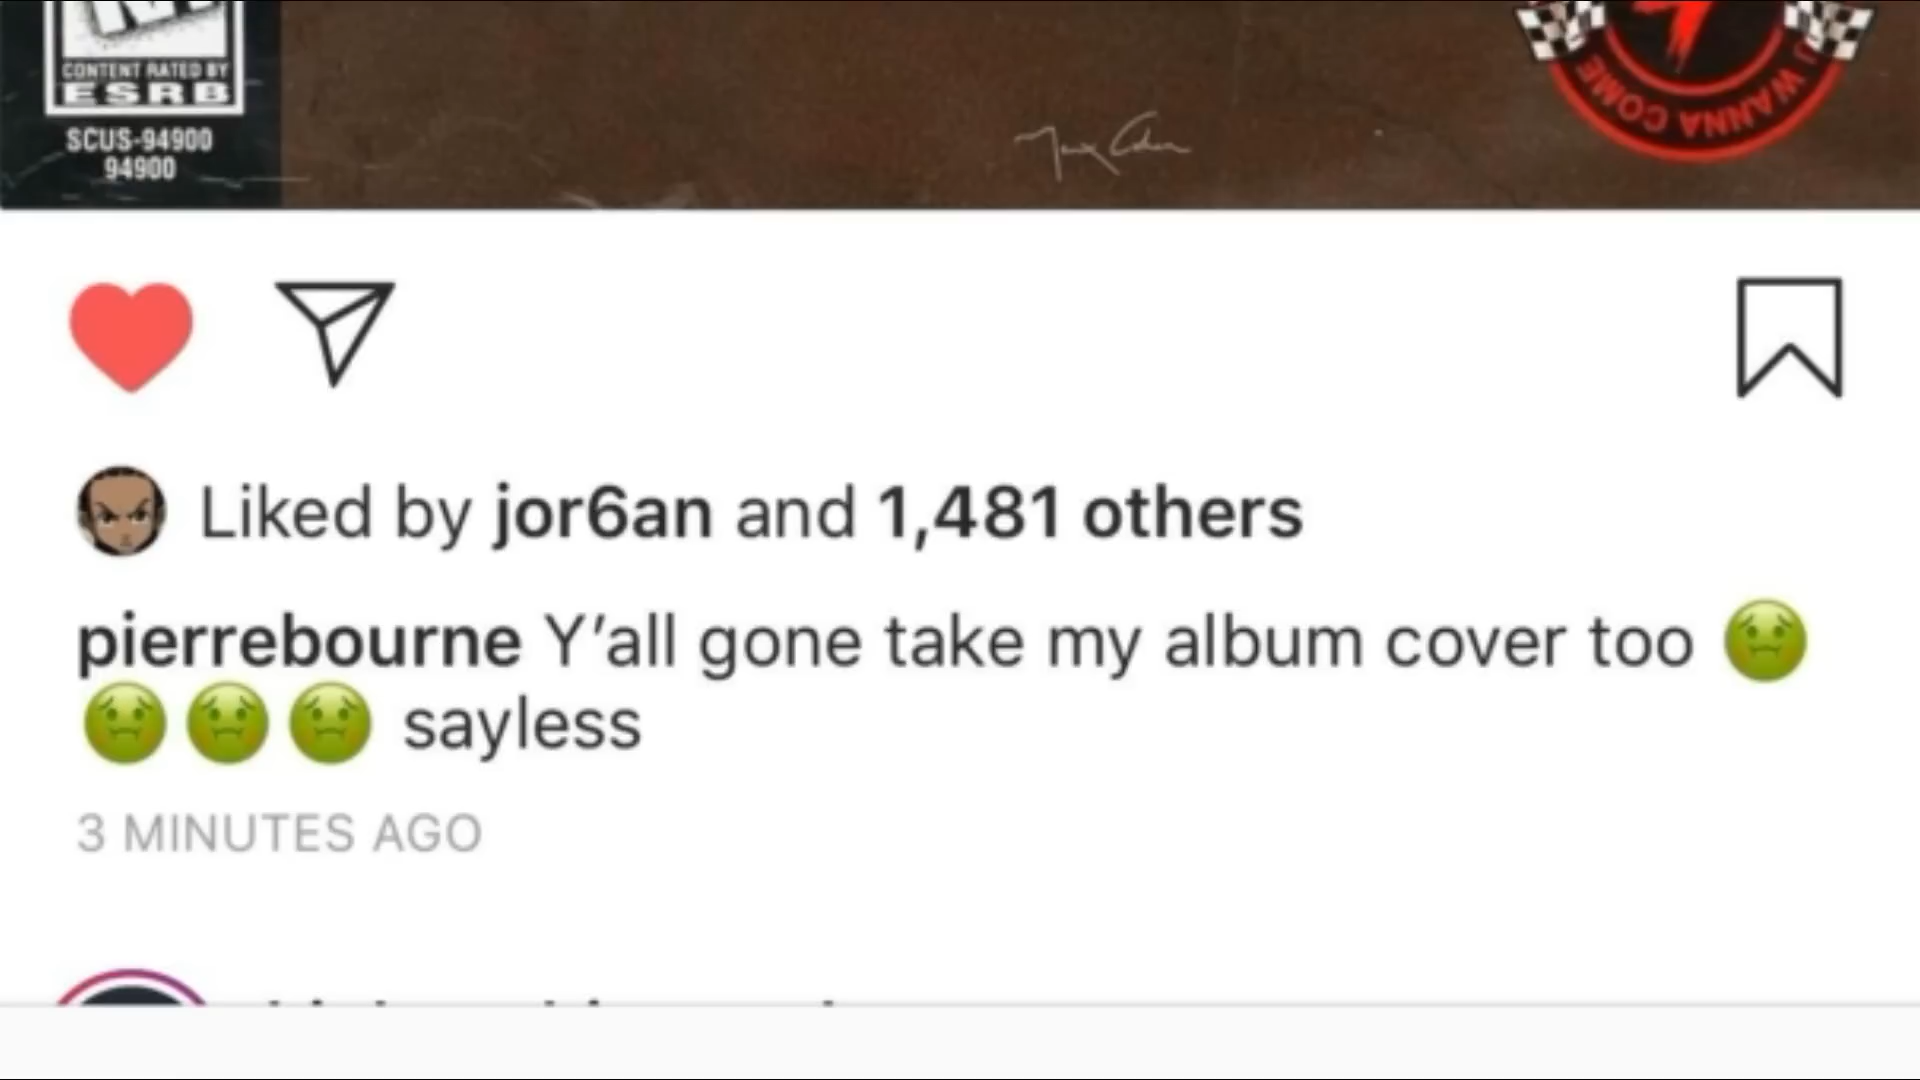 CONTENT RATED BY
ESRB
SCUS-94900
94900
U WANNA COME
Liked by jor6an and 1,481 others
pierrebourne Y’all gone take my album cover too 🤢
🤢🤢🤢 sayless
3 MINUTES AGO